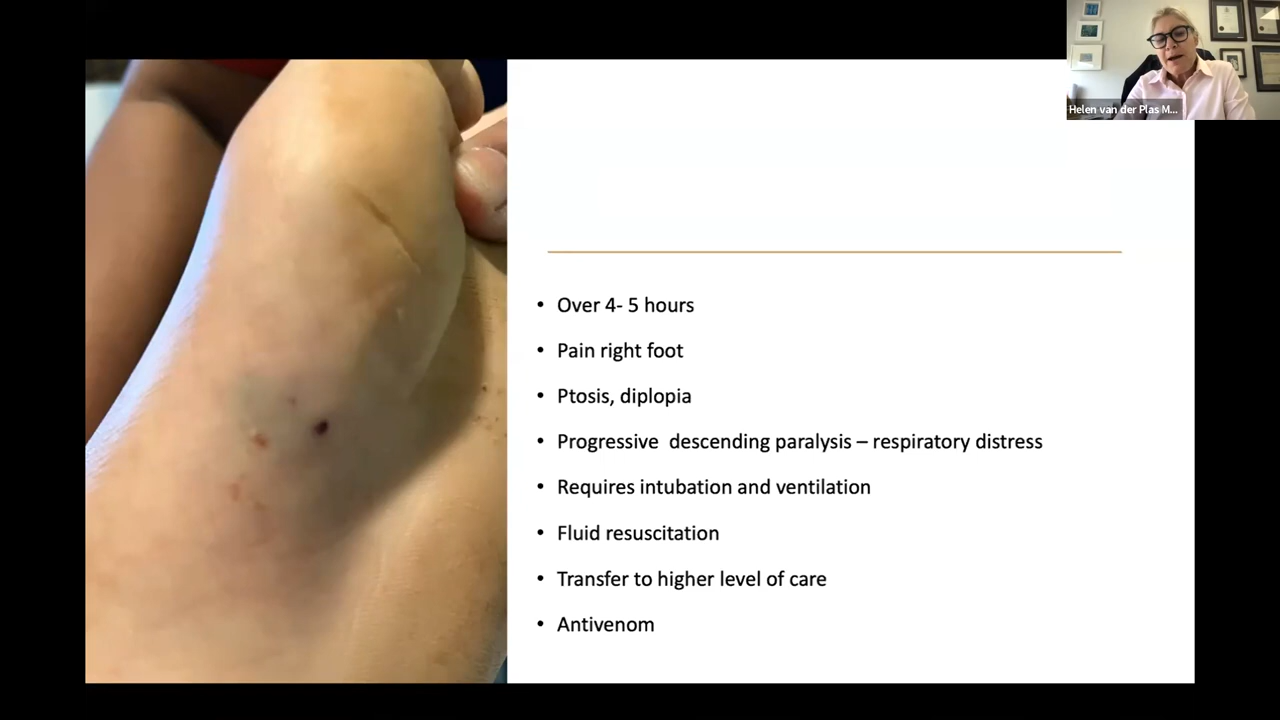 Helen van der Plas M...
• Over 4- 5 hours
• Pain right foot
• Ptosis, diplopia
• Progressive  descending paralysis – respiratory distress
• Requires intubation and ventilation
• Fluid resuscitation
• Transfer to higher level of care
• Antivenom